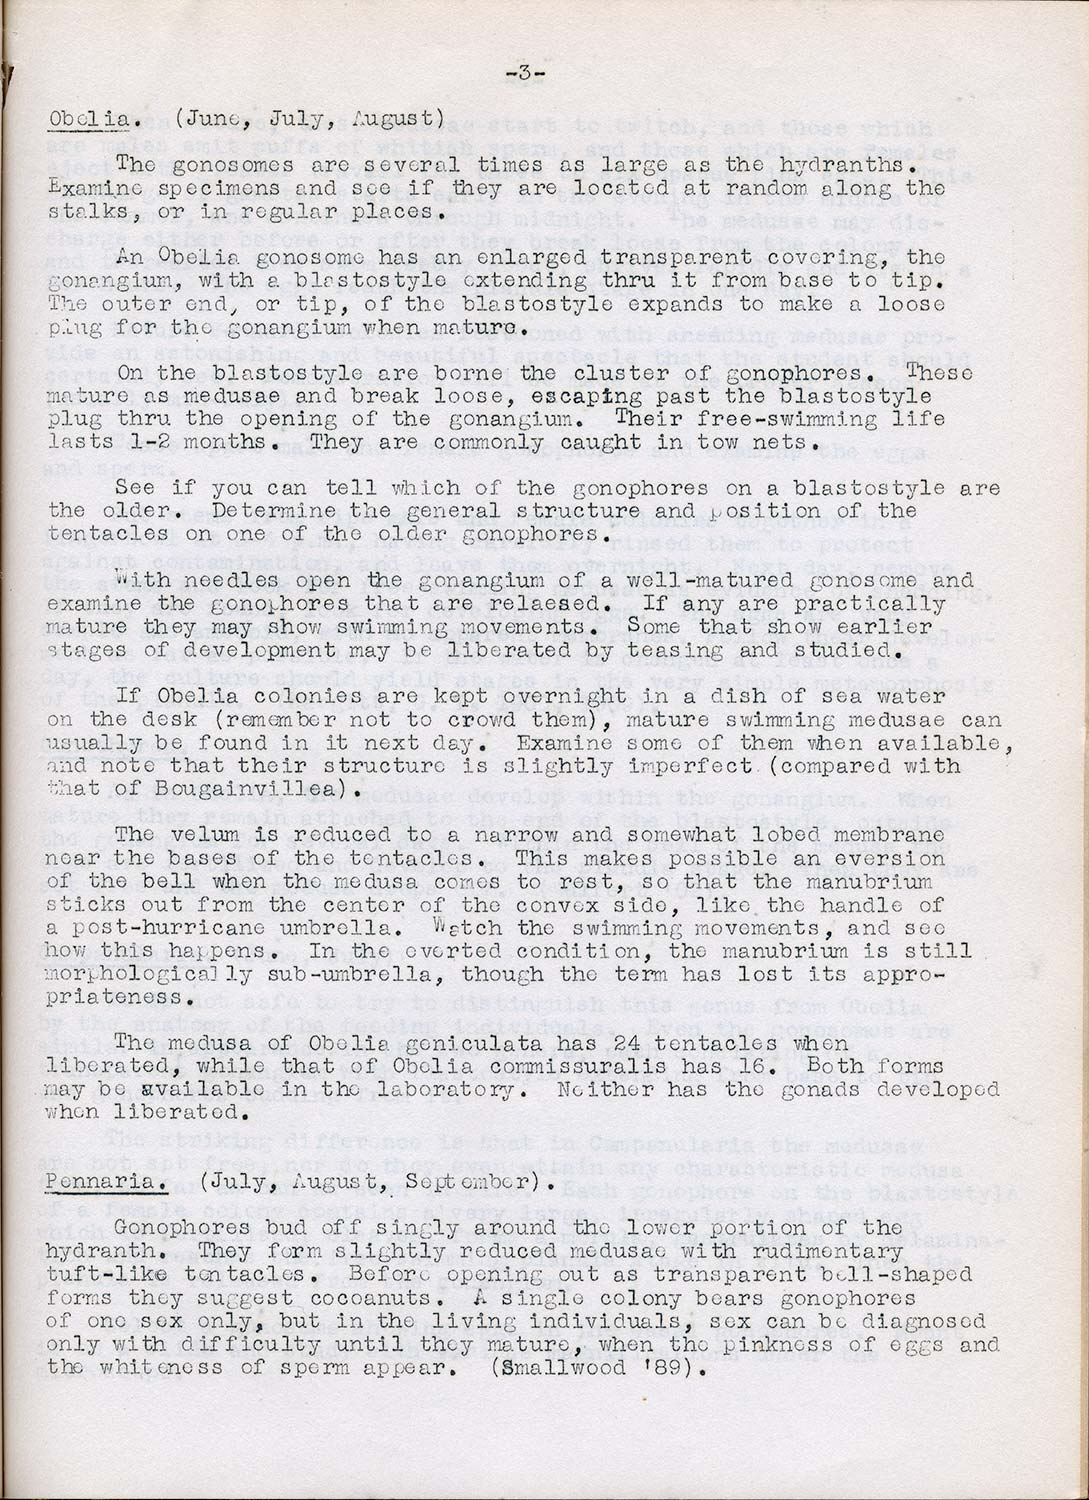 -3-
Obelia. (June, July, August)
The gonosomes are several times as large as the hydranths.
Examine specimens and see if they are located at random along the
stalks, or in regular places.
An Obelia gonosome has an enlarged transparent covering, the
gonangium, with a blastostyle extending thru it from base to tip.
The outer end, or tip, of the blastostyle expands to make a loose
plug for the gonangium when mature.
On the blastostyle are borne the cluster of gonophores. These
mature as medusae and break loose, escaping past the blastostyle
plug thru the opening of the gonangium. Their free-swimming life
lasts 1-2 months. They are commonly caught in tow nets.
See if you can tell which of the gonophores on a blastostyle are
the older. Determine the general structure and position of the
tentacles on one of the older gonophores.
With needles open the gonangium of a well-matured gonosome and
examine the gonophores that are relaesed. If any are practically
mature they may show swimming movements. Some that show earlier
stages of development may be liberated by teasing and studied.
If Obelia colonies are kept overnight in a dish of sea water
on the desk (remember not to crowd them), mature swimming medusae can
usually be found in it next day. Examine some of them when available,
and note that their structure is slightly imperfect (compared with
that of Bougainvillea).
The velum is reduced to a narrow and somewhat lobed membrane
near the bases of the tentacles. This makes possible an eversion
of the bell when the medusa comes to rest, so that the manubrium
sticks out from the center of the convex side, like the handle of
a post-hurricane umbrella. Watch the swimming movements, and see
how this happens. In the everted condition, the manubrium is still
morphologically sub-umbrella, though the term has lost its appro-
priateness.
The medusa of Obelia geniculata has 24 tentacles when
liberated, while that of Obelia commissuralis has 16. Both forms
may be available in the laboratory. Neither has the gonads developed
when liberated.
Pennaria. (July, August, September).
Gonophores bud off singly around the lower portion of the
hydranth. They form slightly reduced medusae with rudimentary
tuft-like tentacles. Before opening out as transparent bell-shaped
forms they suggest cocoanuts. A single colony bears gonophores
of one sex only, but in the living individuals, sex can be diagnosed
only with difficulty until they mature, when the pinkness of eggs and
the whiteness of sperm appear. (Smallwood '89).